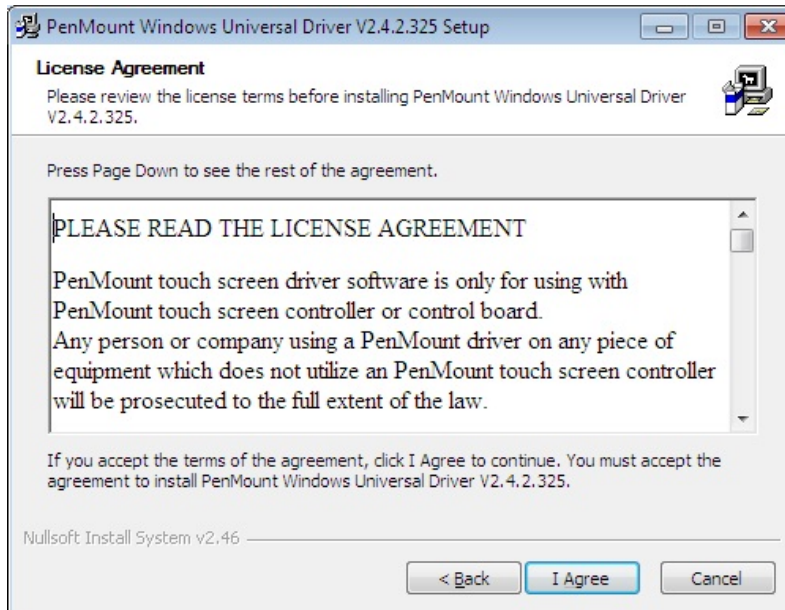 PenMount Windows Universal Driver V2.4.2.325 Setup
License Agreement
Please review the license terms before installing PenMount Windows Universal Driver
V2.4.2.325.
Press Page Down to see the rest of the agreement.
PLEASE READ THE LICENSE AGREEMENT
PenMount touch screen driver software is only for using with
PenMount touch screen controller or control board.
Any person or company using a PenMount driver on any piece of
equipment which does not utilize an PenMount touch screen controller
will be prosecuted to the full extent of the law.
If you accept the terms of the agreement, click I Agree to continue. You must accept the
agreement to install PenMount Windows Universal Driver V2.4.2.325.
Nullsoft Install System v2.46
< Back
I Agree
Cancel